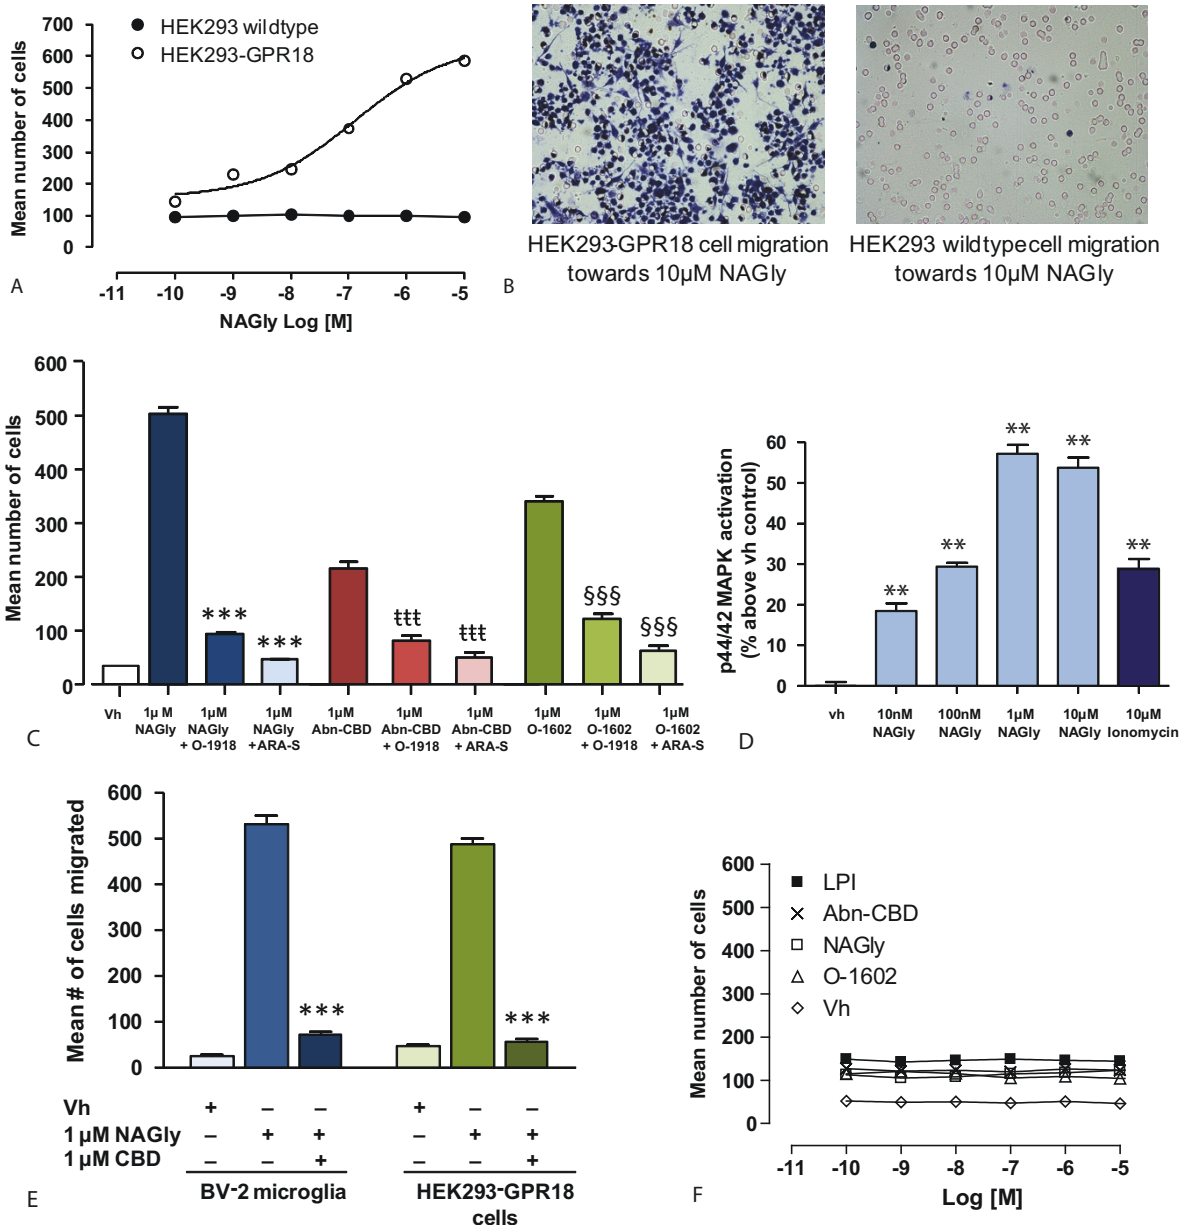 700
600
500
400
300
200
100
0
Mean number of cells
HEK293 wildtype
HEK293-GPR18
-11 -10 -9 -8 -7 -6 -5
NAGly Log [M]
A
HEK293-GPR18 cell migration
towards 10µM NAGly
HEK293 wildtype cell migration
towards 10µM NAGly
B
600
500
400
300
200
100
0
Mean number of cells
***
***
ŧŧŧ
ŧŧŧ
§§§
§§§
Vh
1µM
NAGly
1µM
NAGly
+ O-1918
1µM
NAGly
+ARA-S
1µM
Abn-CBD
1µM
Abn-CBD
+ O-1918
1µM
Abn-CBD
+ ARA-S
1µM
O-1602
1µM
O-1602
+ O-1918
1µM
O-1602
+ ARA-S
C
60
50
40
30
20
10
0
p44/42 MAPK activation
(% above vh control)
**
**
**
**
**
vh
10nM
NAGly
100nM
NAGly
1µM
NAGly
10µM
NAGly
10µM
Ionomycin
D
600
500
400
300
200
100
0
Mean # of cells migrated
***
***
Vh + – – + – –
1µM NAGly – + + – + +
1µM CBD – – + – – +
BV-2 microglia
HEK293-GPR18
cells
E
600
500
400
300
200
100
0
Mean number of cells
LPI
Abn-CBD
NAGly
O-1602
Vh
-11 -10 -9 -8 -7 -6 -5
Log [M]
F